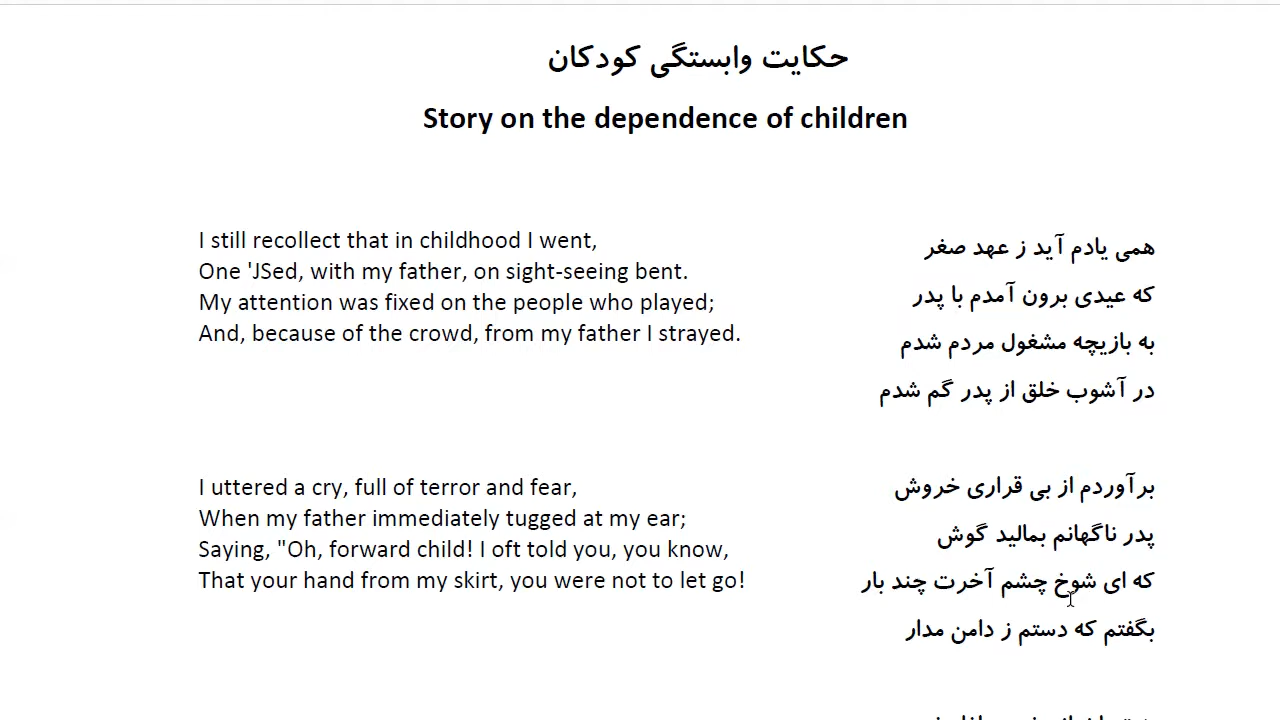 حکایت وابستگی کودکان
Story on the dependence of children
I still recollect that in childhood I went,
One 'JSed, with my father, on sight-seeing bent.
My attention was fixed on the people who played;
And, because of the crowd, from my father I strayed.
همی یادم آید ز عهد صغر
که عیدی برون آمدم با پدر
به بازیچه مشغول مردم شدم
در آشوب خلق از پدر گم شدم
I uttered a cry, full of terror and fear,
When my father immediately tugged at my ear;
Saying, "Oh, forward child! I oft told you, you know,
That your hand from my skirt, you were not to let go!
برآوردم از بی قراری خروش
پدر ناگهانم بمالید گوش
که ای شوخ چشم آخرت چند بار
بگفتم که دستم ز دامن مدار